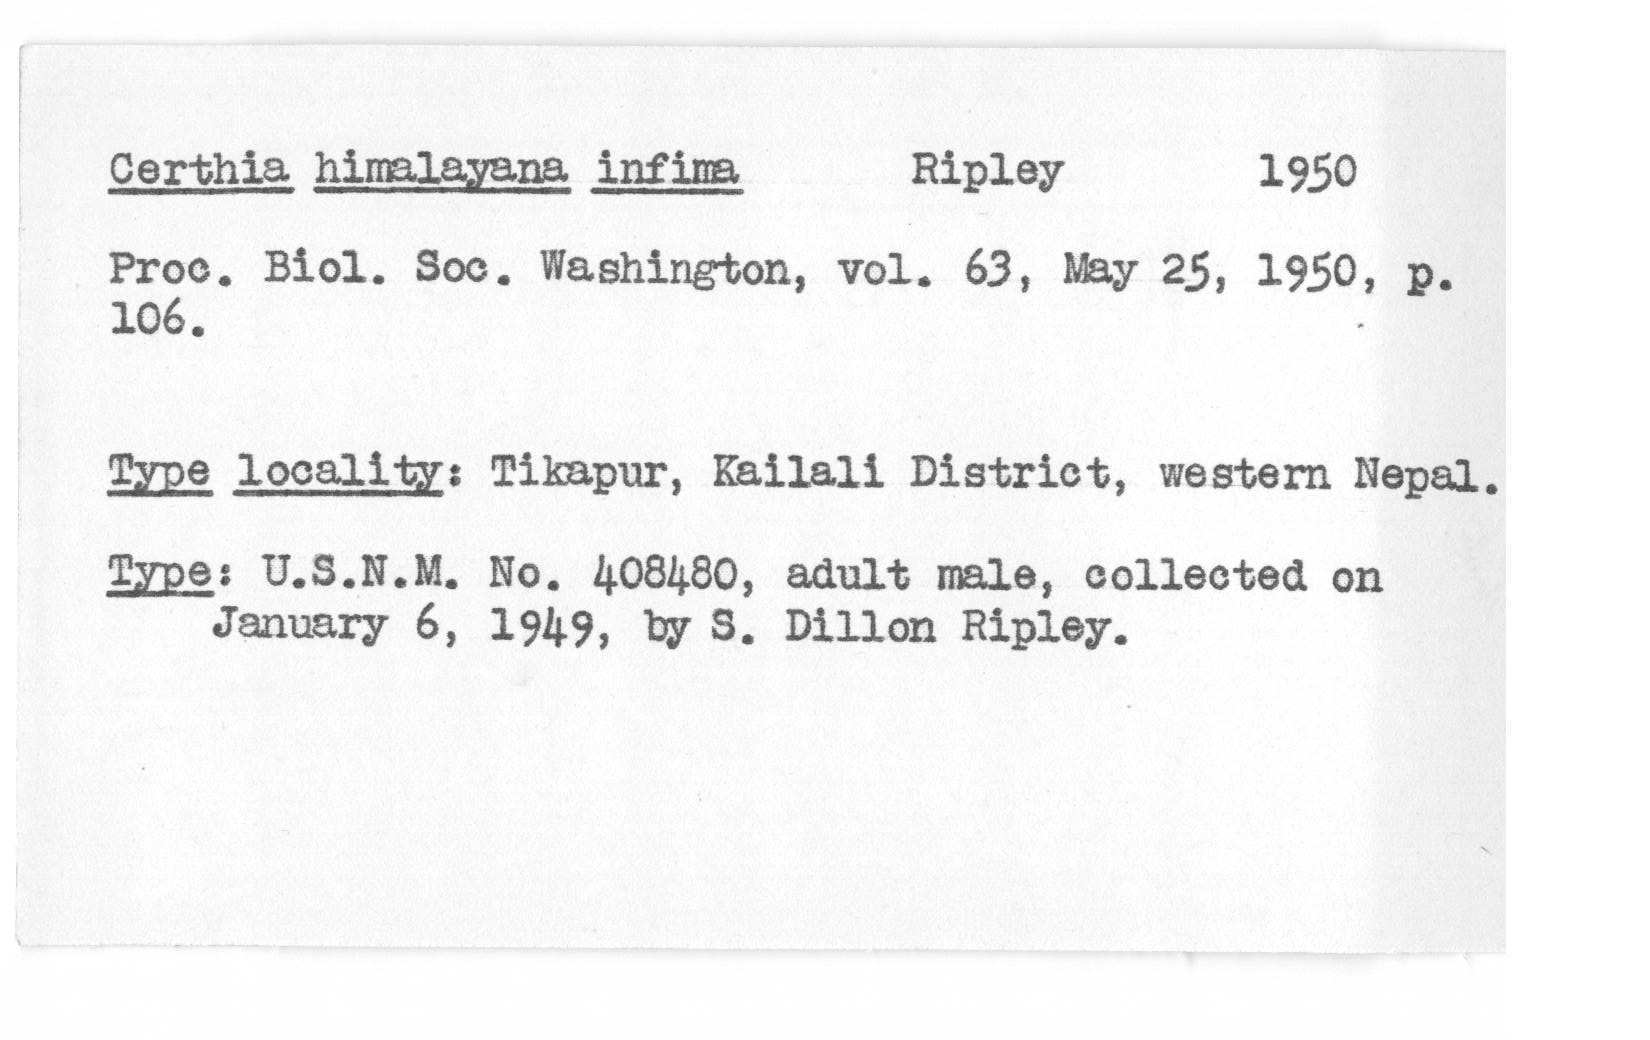 Certhia himalayana infima Ripley 1950
Proc. Biol. Soc. Washington, vol. 63, May 25, 1950, p.
106.
Type locality: Tikapur, Kailali District, western Nepal.
Type: U.S.N.M. No. 408480, adult male, collected on
January 6, 1949, by S. Dillon Ripley.